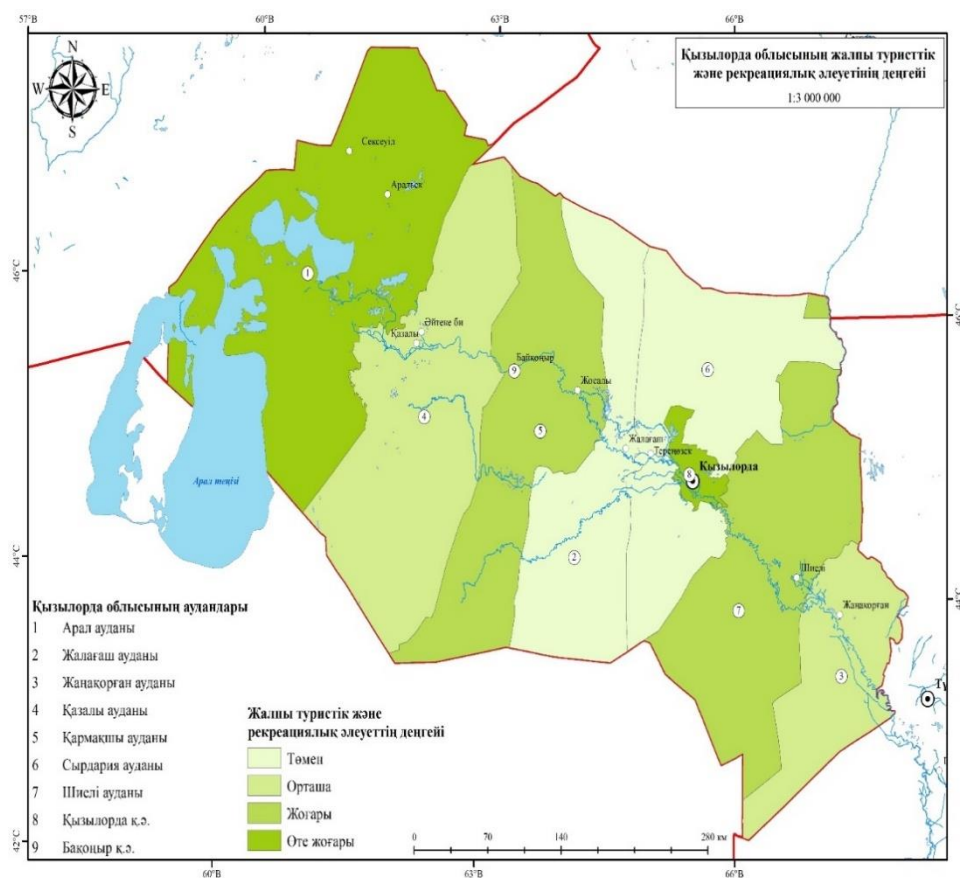 57°В
60°В
63°В
66°В
N
W E
S
Қызылорда облысының жалпы туристтік
және рекреациялық әлеуетінің деңгейі
1:3 000 000
Сексеуіл
Аральск
46°С
1
46°С
Әйтеке би
Қазалы
Байқоңыр
9
6
Жосалы
4
5
Жалағаш
Теренөзек
Қызылорда
8
Арал теңізі
44°С
2
Шиелі
44°С
Жаңақорған
7
3
Қызылорда облысының аудандары
1 Арал ауданы
2 Жалағаш ауданы
3 Жаңақорған ауданы
4 Қазалы ауданы
5 Қармақшы ауданы
6 Сырдария ауданы
7 Шиелі ауданы
8 Қызылорда қ.ә.
9 Бақоңыр қ.ә.
Жалпы туристік және
рекреациялық әлеуеттің деңгейі
Төмен
Орташа
Жоғары
Өте жоғары
0 70 140 280 км
42°С
60°В
63°В
66°В